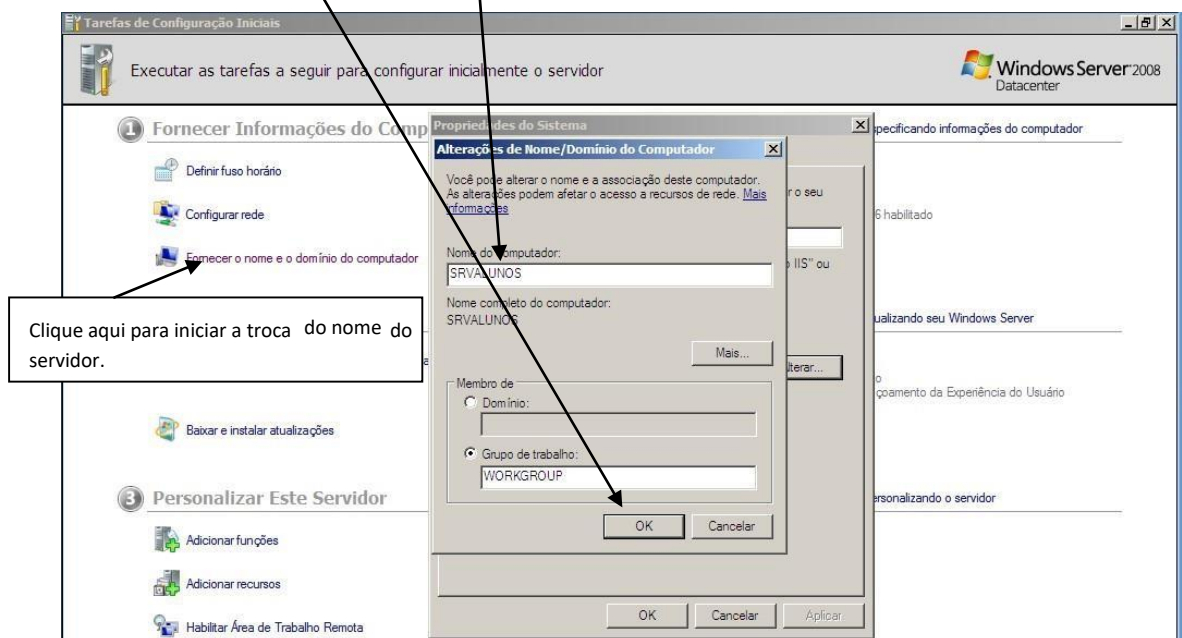 Tarefas de Configuração Iniciais
Executar as tarefas a seguir para configurar inicialmente o servidor
Windows Server 2008
Datacenter
1 Fornecer Informações do Comp
Definir fuso horário
Configurar rede
Fornecer o nome e o domínio do computador
Clique aqui para iniciar a troca do nome do
servidor.
Baixar e instalar atualizações
3 Personalizar Este Servidor
Adicionar funções
Adicionar recursos
Habilitar Área de Trabalho Remota
Propriedades do Sistema
Alterações de Nome/Domínio do Computador
Você pode alterar o nome e a associação deste computador.
As alterações podem afetar o acesso a recursos de rede. Mais
informações
Nome do computador:
SRVALUNOS
Nome completo do computador:
SRVALUNOS
Mais...
Membro de
Domínio:
Grupo de trabalho:
WORKGROUP
OK Cancelar
r o seu
IIS" ou
lterar...
OK Cancelar Aplicar
specificando informações do computador
6 habilitado
ualizando seu Windows Server
o
çoamento da Experiência do Usuário
ersonalizando o servidor